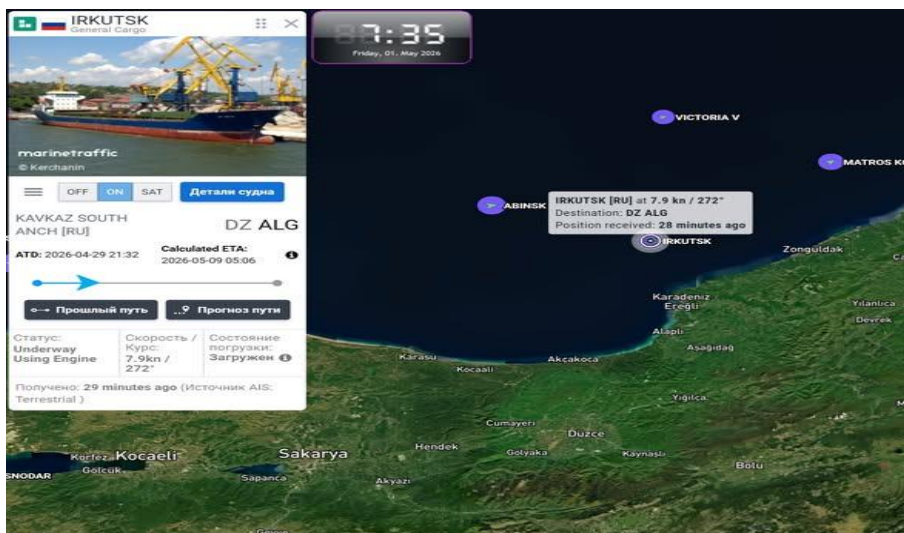 IRKUTSK
General Cargo
marinetraffic
© Kerchanin
OFF ON SAT Детали судна
KAVKAZ SOUTH
ANCH [RU]
DZ ALG
ATD: 2026-04-29 21:32
Calculated ETA:
2026-05-09 05:06
Прошлый путь
Прогноз пути
Статус:
Underway
Using Engine
Скорость /
Курс:
7.9kn /
272°
Состояние
погрузки:
Загружен
Получено: 29 minutes ago (Источник AIS:
Terrestrial )
7:35
Friday, 01. May 2026
VICTORIA V
MATROS
ABINSK
IRKUTSK [RU] at 7.9 kn / 272°
Destination: DZ ALG
Position received: 28 minutes ago
IRKUTSK
Zonguldak
Karadeniz
Ereğli
Yılanlıca
Devrek
Alaplı
Aşağıdağ
Karasu
Kocaali
Akçakoca
Yığılca
Cumayeri
Düzce
Hendek
Gölyaka
Kaynaşlı
Bolu
Körfez
Kocaeli
Sakarya
Gölcük
SNODAR
Sapanca
Akyazı